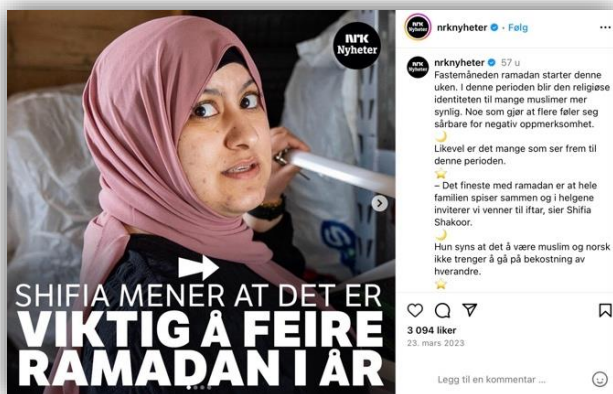 NRK
Nyheter
SHIFIA MENER AT DET ER
VIKTIG Å FEIRE
RAMADAN I ÅR
nrknyheter • Følg
nrknyheter 57 u
Fastemåneden ramadan starter denne
uken. I denne perioden blir den religiøse
identiteten til mange muslimer mer
synlig. Noe som gjør at flere føler seg
sårbare for negativ oppmerksomhet.
Likevel er det mange som ser frem til
denne perioden.
– Det fineste med ramadan er at hele
familien spiser sammen og i helgene
inviterer vi venner til iftar, sier Shifia
Shakoor.
Hun syns at det å være muslim og norsk
ikke trenger å gå på bekostning av
hverandre.
3 094 liker
23. mars 2023
Legg til en kommentar ...